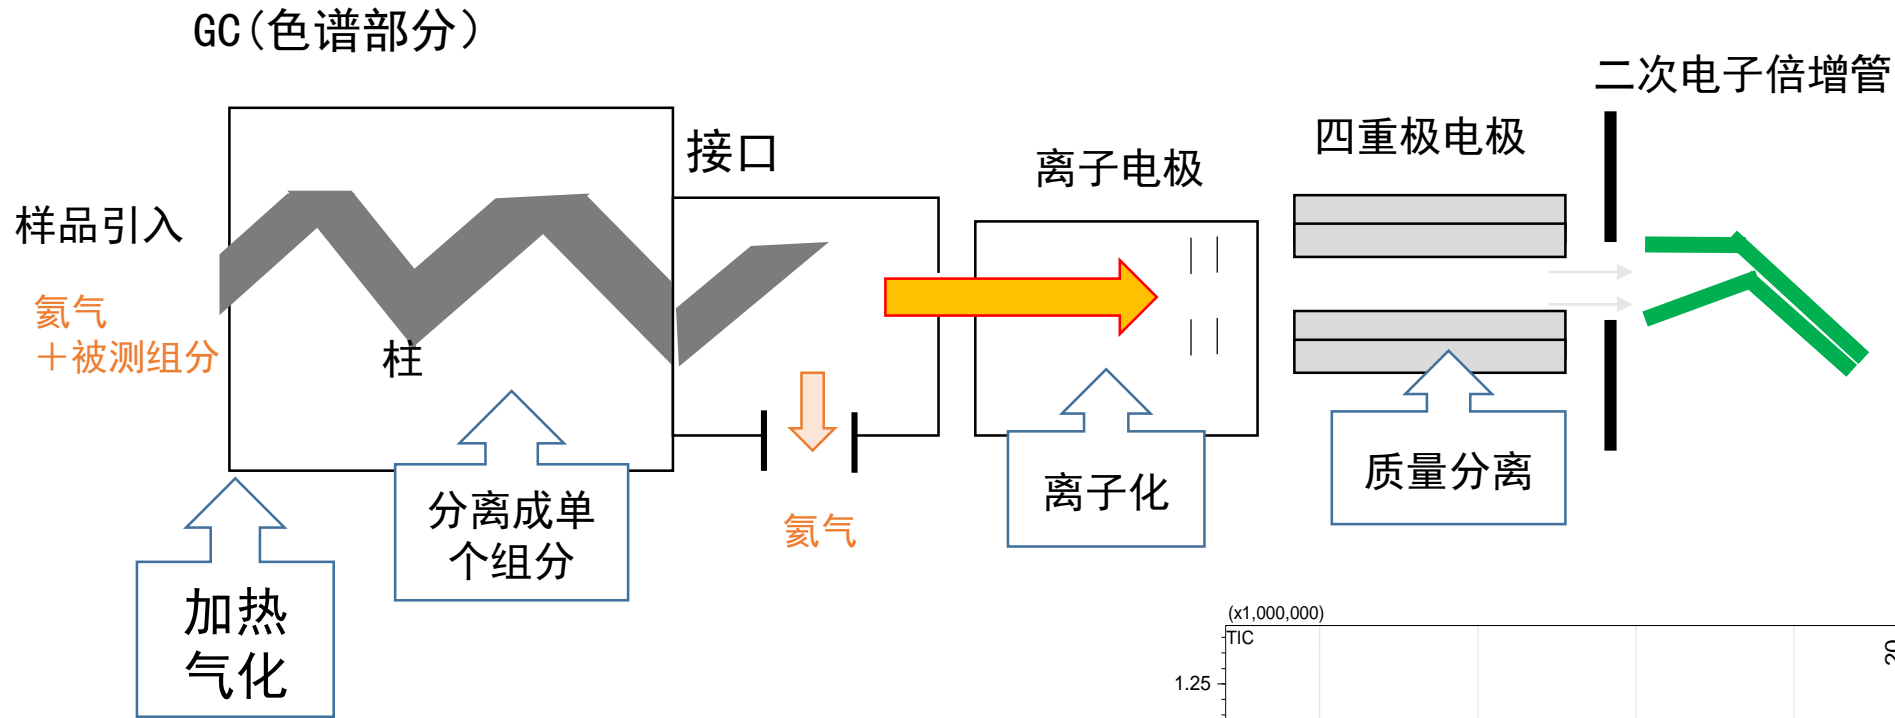 GC(色谱部分)
二次电子倍增管
接口
四重极电极
离子电极
样品引入
氦气
＋被测组分
柱
分离成单
个组分
离子化
质量分离
氦气
加热
气化
(x1,000,000)
TIC
1.25
20